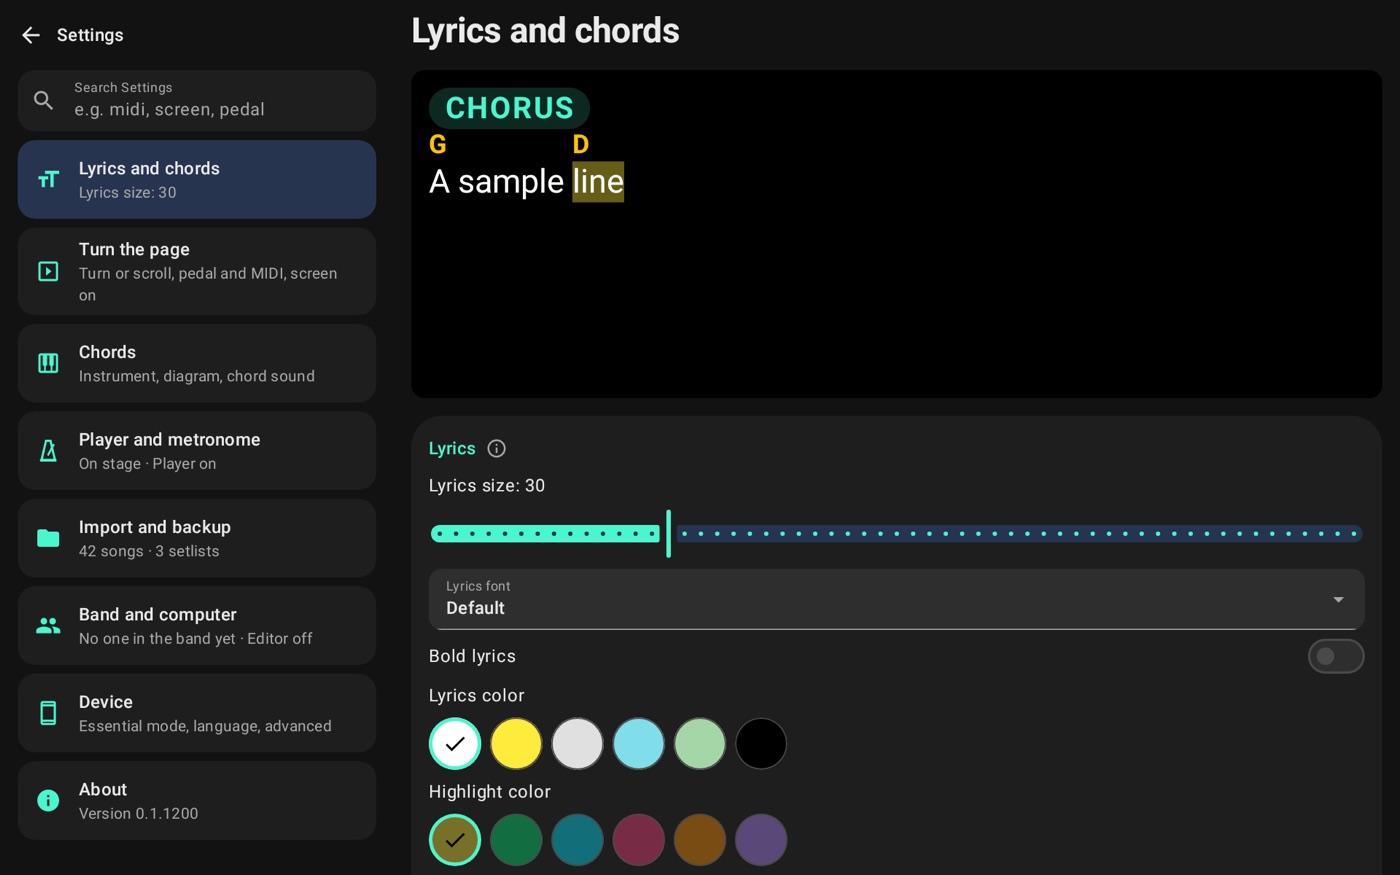 Settings
Search Settings
e.g. midi, screen, pedal
Lyrics and chords
Lyrics size: 30
Turn the page
Turn or scroll, pedal and MIDI, screen
on
Chords
Instrument, diagram, chord sound
Player and metronome
On stage · Player on
Import and backup
42 songs · 3 setlists
Band and computer
No one in the band yet · Editor off
Device
Essential mode, language, advanced
About
Version 0.1.1200
Lyrics and chords
CHORUS
G D
A sample line
Lyrics
Lyrics size: 30
Lyrics font
Default
Bold lyrics
Lyrics color
Highlight color